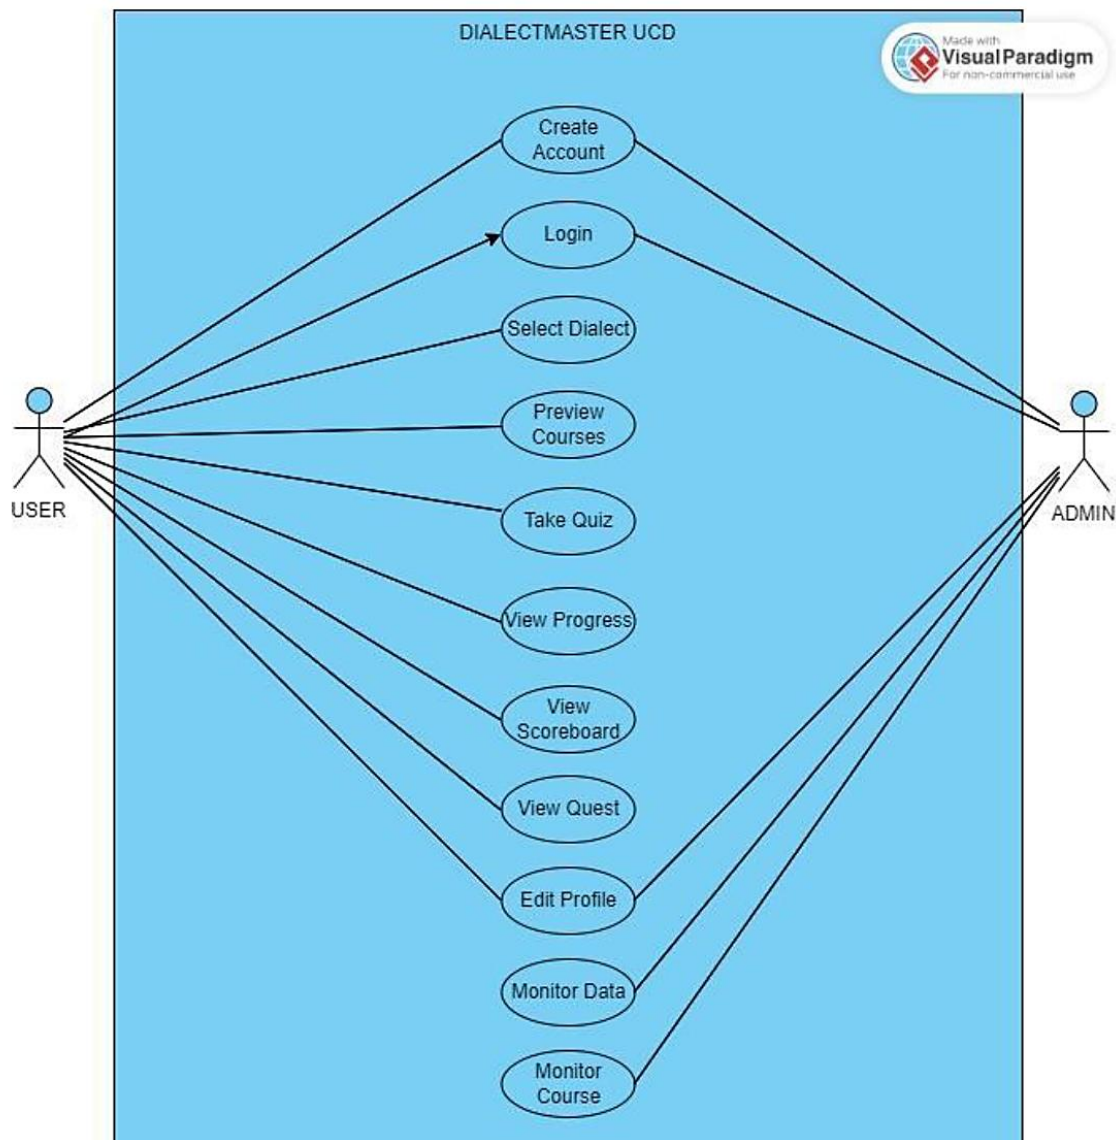 DIALECTMASTER UCD
Made with
Visual Paradigm
For non-commercial use
Create
Account
Login
Select Dialect
Preview
Courses
Take Quiz
View Progress
View
Scoreboard
View Quest
Edit Profile
Monitor Data
Monitor
Course
USER
ADMIN